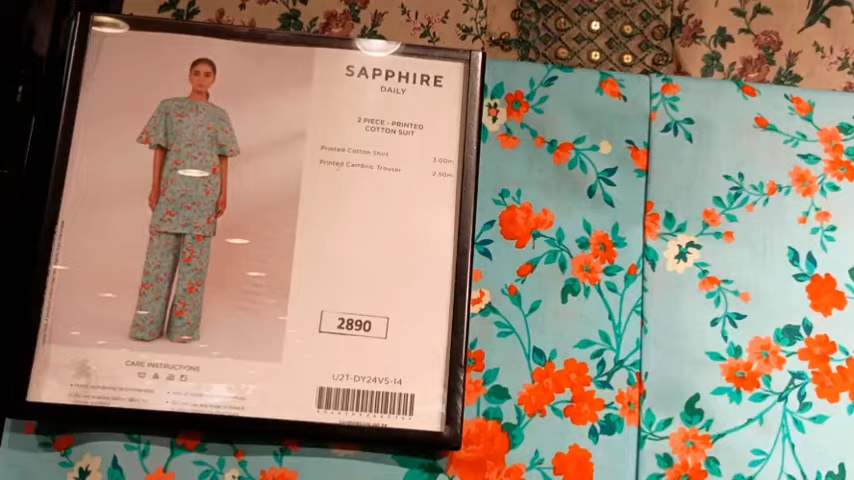 SAPPHIRE
DAILY
2 PIECE - PRINTED
COTTON SUIT
Printed Cotton Shirt 3.00m
Printed Cambric Trouser 2.50m
2890
CARE INSTRUCTIONS
U2T-DY24V5-14